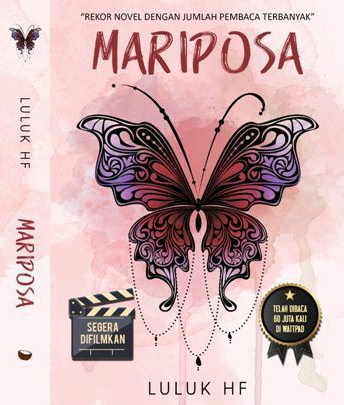 LULUK HF
MARIPOSA
“REKOR NOVEL DENGAN JUMLAH PEMBACA TERBANYAK”
MARIPOSA
SEGERA
DIFILMKAN
TELAH DIBACA
60 JUTA KALI
DI WATTPAD
LULUK HF